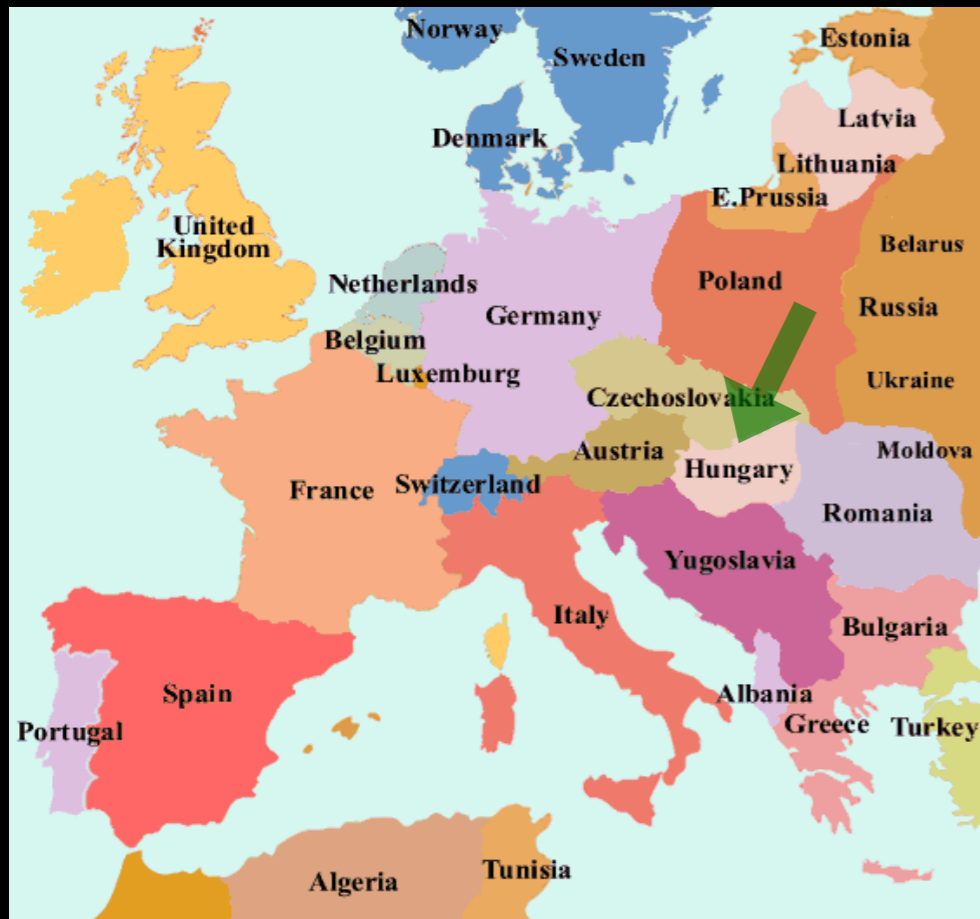 Norway
Estonia
Sweden
Latvia
Denmark
Lithuania
E.Prussia
United
Kingdom
Belarus
Netherlands
Poland
Russia
Germany
Belgium
Luxemburg
Ukraine
Czechoslovakia
Austria
Moldova
Hungary
Switzerland
France
Romania
Yugoslavia
Italy
Bulgaria
Spain
Albania
Greece
Turkey
Portugal
Tunisia
Algeria